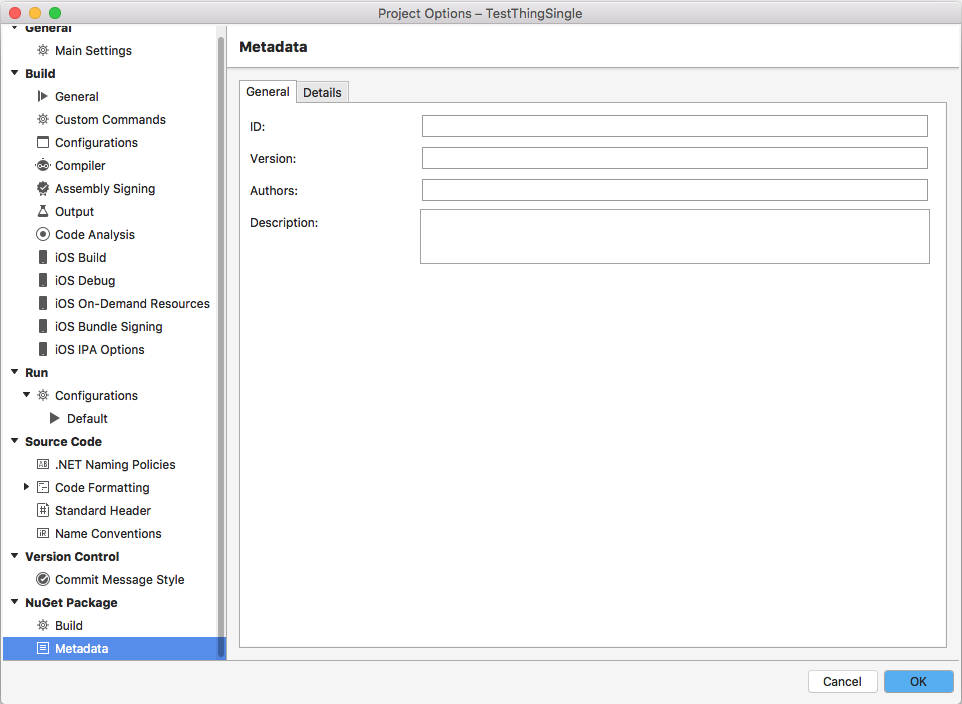 Project Options – TestThingSingle
General
Main Settings
Build
General
Custom Commands
Configurations
Compiler
Assembly Signing
Output
Code Analysis
iOS Build
iOS Debug
iOS On-Demand Resources
iOS Bundle Signing
iOS IPA Options
Run
Configurations
Default
Source Code
.NET Naming Policies
Code Formatting
Standard Header
Name Conventions
Version Control
Commit Message Style
NuGet Package
Build
Metadata
Metadata
General Details
ID:
Version:
Authors:
Description:
Cancel OK